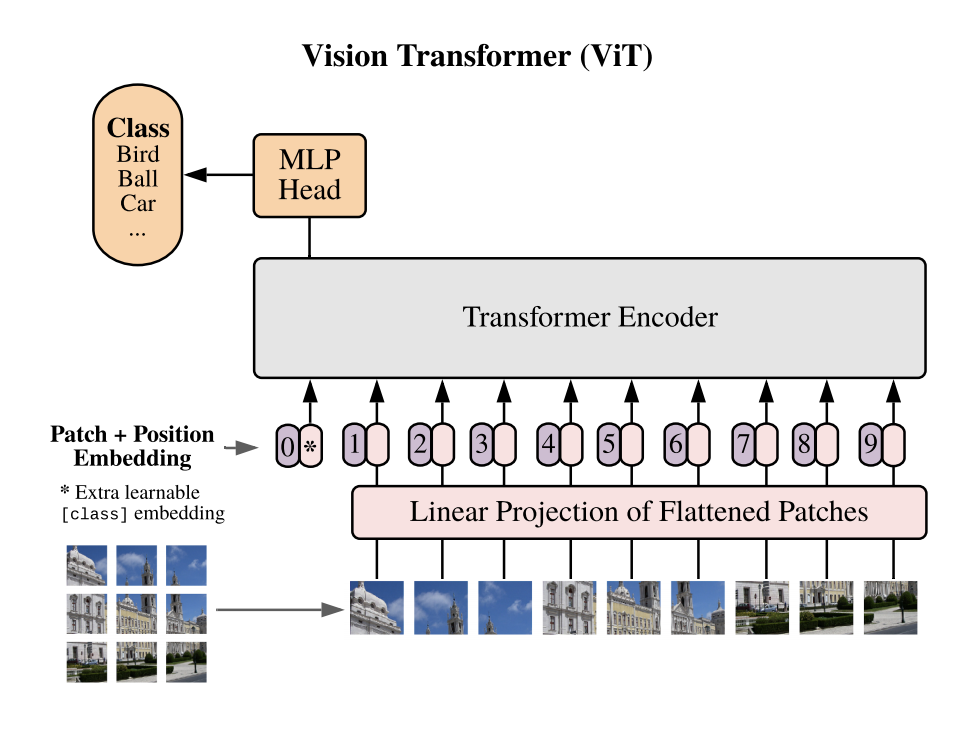 Vision Transformer (ViT)
Class
Bird
Ball
Car
...
MLP
Head
Transformer Encoder
Patch + Position
Embedding
0 * 1 2 3 4 5 6 7 8 9
* Extra learnable
[class] embedding
Linear Projection of Flattened Patches